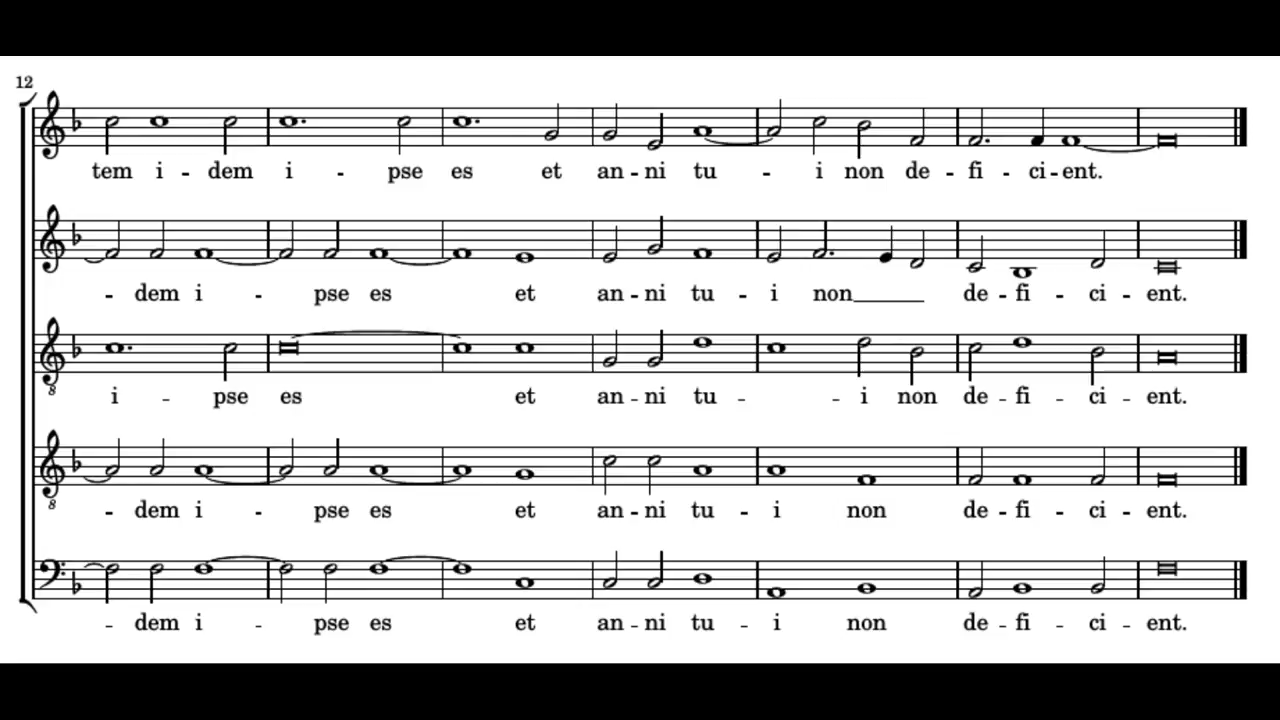 12
tem i - dem i - pse es et an - ni tu - i non de - fi - ci - ent.
- dem i - pse es et an - ni tu - i non___ de - fi - ci - ent.
8
i - pse es et an - ni tu - - i non de - fi - ci - ent.
8
- dem i - pse es et an - ni tu - i non de - fi - ci - ent.
- dem i - pse es et an - ni tu - i non de - fi - ci - ent.